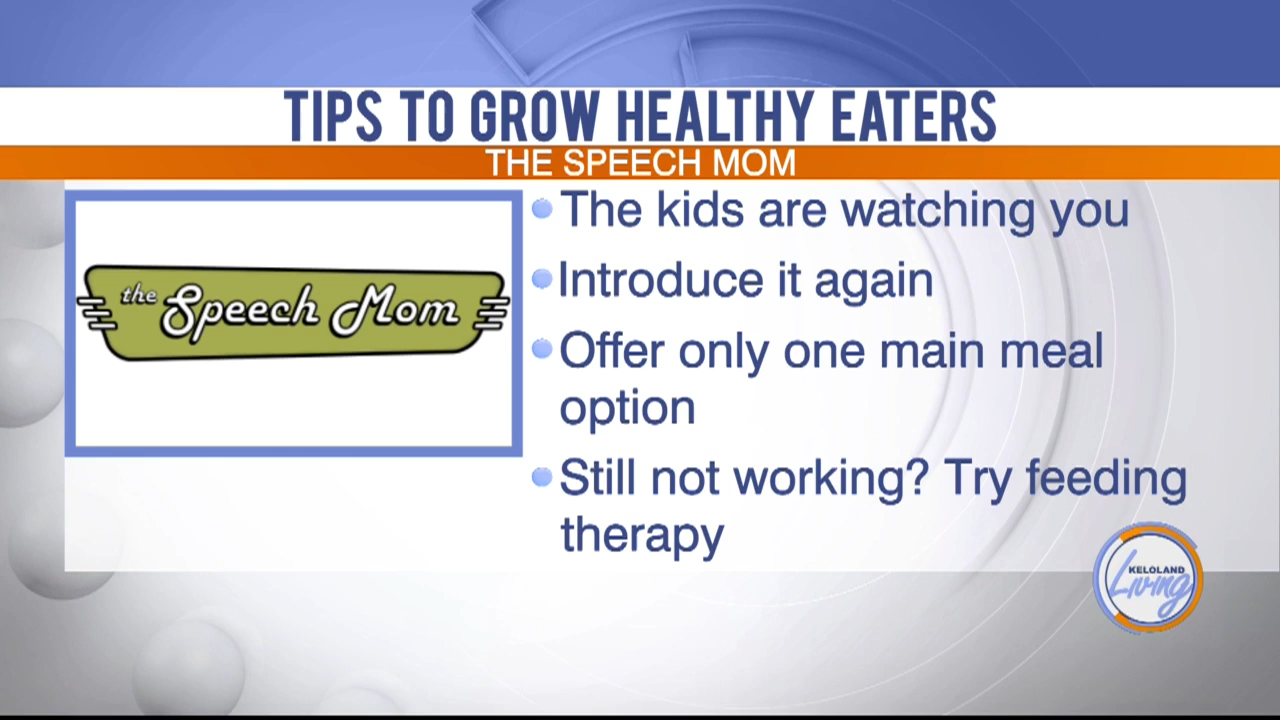 TIPS TO GROW HEALTHY EATERS
THE SPEECH MOM
the Speech Mom
The kids are watching you
Introduce it again
Offer only one main meal
option
Still not working? Try feeding
therapy
KELOLAND
Living